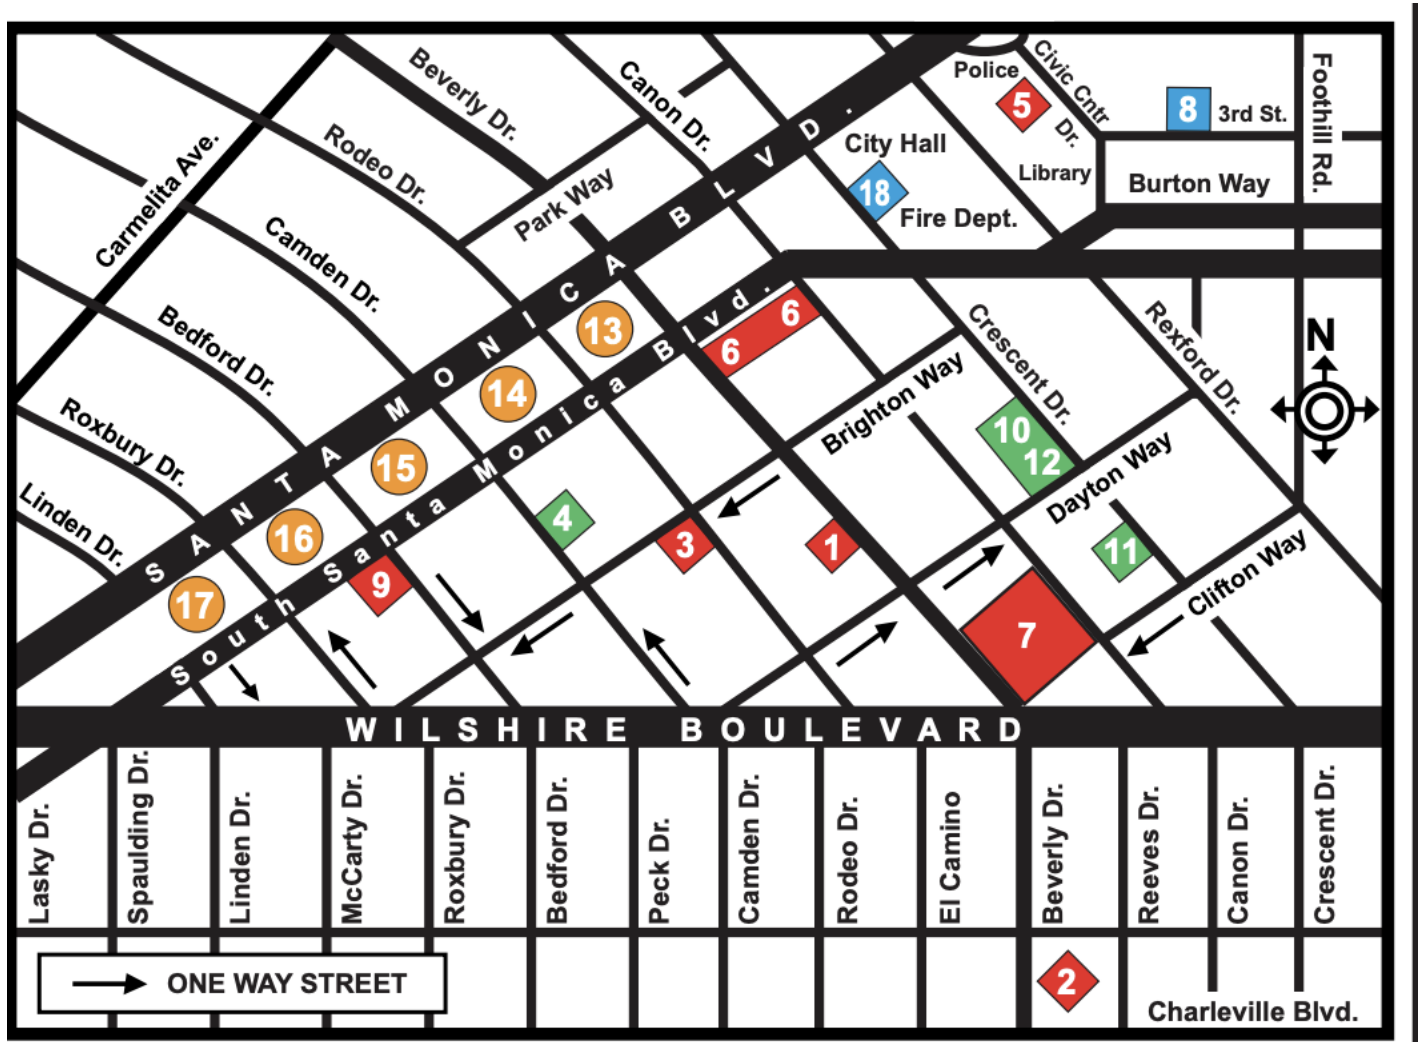 Beverly Dr.
Canon Dr.
Police
5
Civic Cntr
Dr.
8
3rd St.
Foothill Rd.
Carmelita Ave.
Rodeo Dr.
Park Way
City Hall
18
Fire Dept.
Library
Burton Way
Camden Dr.
Bedford Dr.
Roxbury Dr.
Linden Dr.
SANTA MONICA BLVD.
South Santa Monica Blvd.
13
14
15
16
17
6
6
Brighton Way
Crescent Dr.
Rexford Dr.
N
10
12
Dayton Way
4
3
1
11
9
7
Clifton Way
WILSHIRE BOULEVARD
Lasky Dr.
Spaulding Dr.
Linden Dr.
McCarty Dr.
Roxbury Dr.
Bedford Dr.
Peck Dr.
Camden Dr.
Rodeo Dr.
El Camino
Beverly Dr.
Reeves Dr.
Canon Dr.
Crescent Dr.
ONE WAY STREET
2
Charleville Blvd.